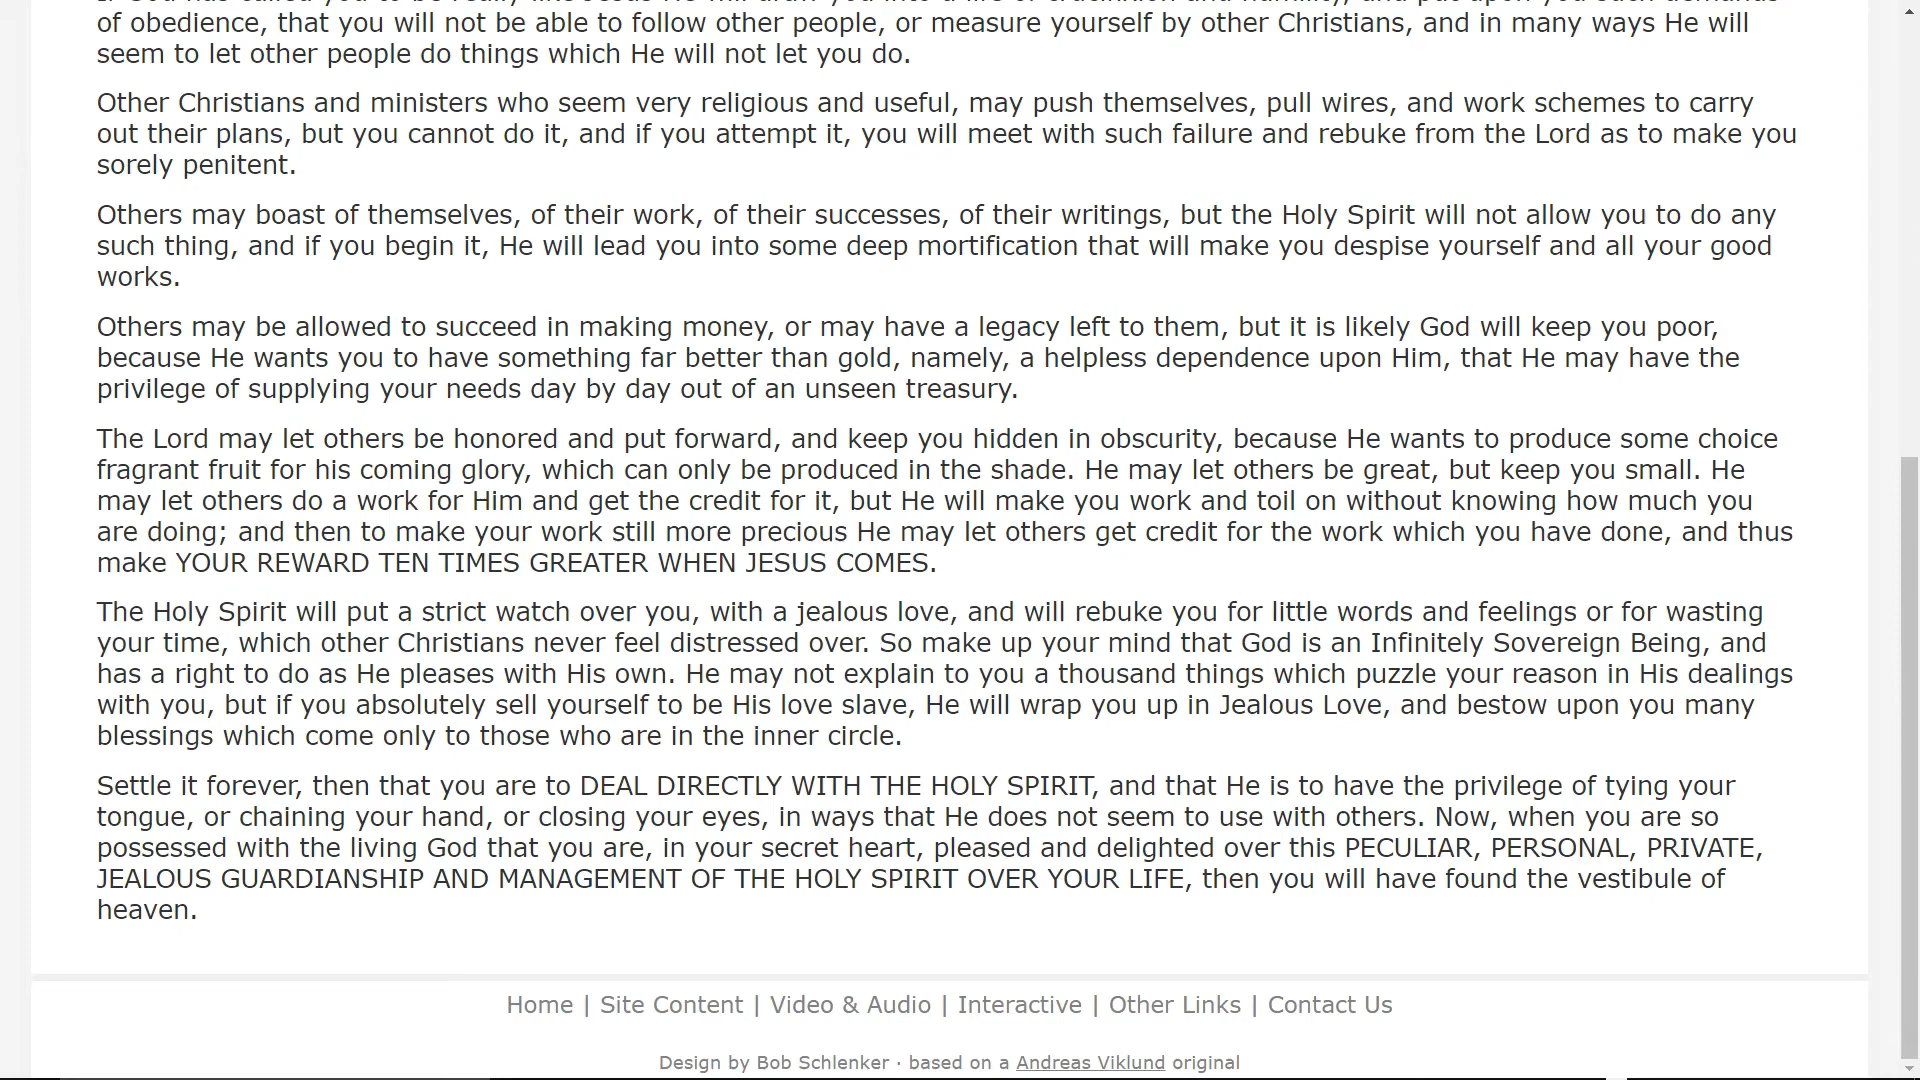 If God has called you to be really like Jesus He will draw you into a life of crucifixion and humility, and put upon you such demands
of obedience, that you will not be able to follow other people, or measure yourself by other Christians, and in many ways He will
seem to let other people do things which He will not let you do.
Other Christians and ministers who seem very religious and useful, may push themselves, pull wires, and work schemes to carry
out their plans, but you cannot do it, and if you attempt it, you will meet with such failure and rebuke from the Lord as to make you
sorely penitent.
Others may boast of themselves, of their work, of their successes, of their writings, but the Holy Spirit will not allow you to do any
such thing, and if you begin it, He will lead you into some deep mortification that will make you despise yourself and all your good
works.
Others may be allowed to succeed in making money, or may have a legacy left to them, but it is likely God will keep you poor,
because He wants you to have something far better than gold, namely, a helpless dependence upon Him, that He may have the
privilege of supplying your needs day by day out of an unseen treasury.
The Lord may let others be honored and put forward, and keep you hidden in obscurity, because He wants to produce some choice
fragrant fruit for his coming glory, which can only be produced in the shade. He may let others be great, but keep you small. He
may let others do a work for Him and get the credit for it, but He will make you work and toil on without knowing how much you
are doing; and then to make your work still more precious He may let others get credit for the work which you have done, and thus
make YOUR REWARD TEN TIMES GREATER WHEN JESUS COMES.
The Holy Spirit will put a strict watch over you, with a jealous love, and will rebuke you for little words and feelings or for wasting
your time, which other Christians never feel distressed over. So make up your mind that God is an Infinitely Sovereign Being, and
has a right to do as He pleases with His own. He may not explain to you a thousand things which puzzle your reason in His dealings
with you, but if you absolutely sell yourself to be His love slave, He will wrap you up in Jealous Love, and bestow upon you many
blessings which come only to those who are in the inner circle.
Settle it forever, then that you are to DEAL DIRECTLY WITH THE HOLY SPIRIT, and that He is to have the privilege of tying your
tongue, or chaining your hand, or closing your eyes, in ways that He does not seem to use with others. Now, when you are so
possessed with the living God that you are, in your secret heart, pleased and delighted over this PECULIAR, PERSONAL, PRIVATE,
JEALOUS GUARDIANSHIP AND MANAGEMENT OF THE HOLY SPIRIT OVER YOUR LIFE, then you will have found the vestibule of
heaven.
Home | Site Content | Video & Audio | Interactive | Other Links | Contact Us
Design by Bob Schlenker · based on a Andreas Viklund original